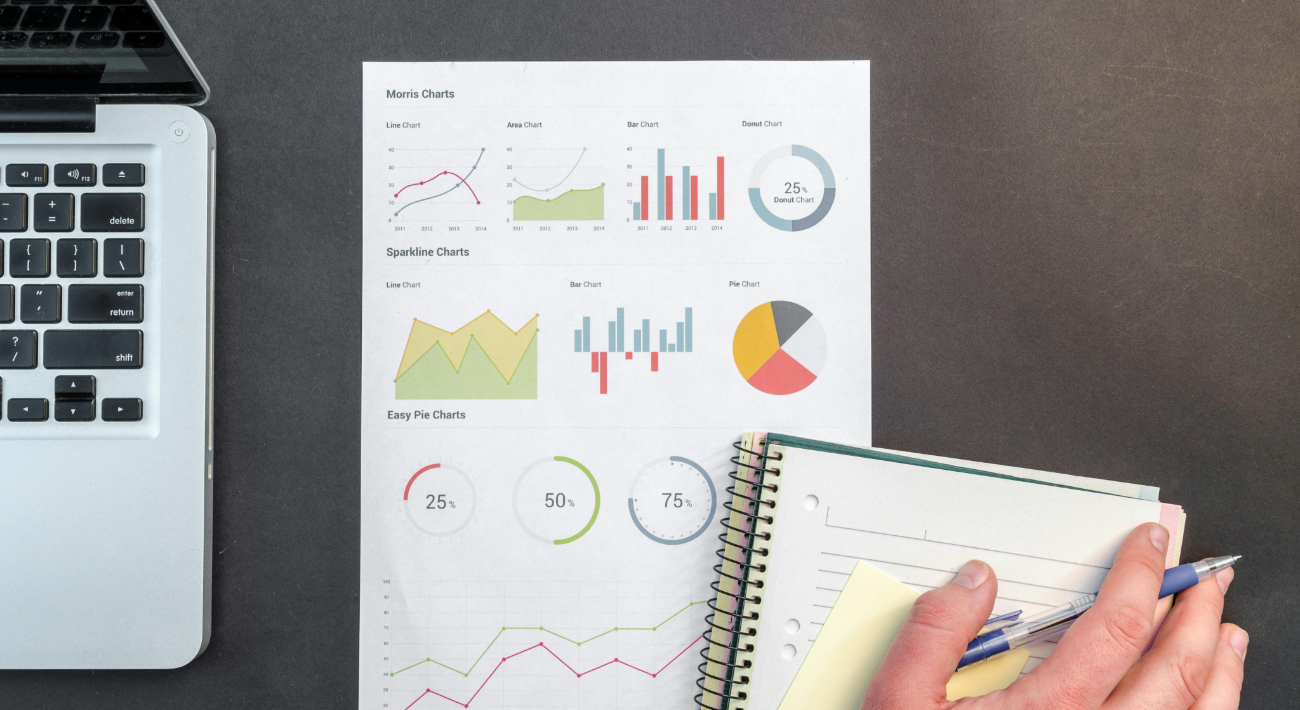 Morris Charts
Line Chart
Area Chart
Bar Chart
Donut Chart
40
30
20
10
0
2011 2012 2013 2014
40
30
20
10
0
2011 2012 2013 2014
40
30
20
10
0
2011 2012 2013 2014
25%
Donut Chart
Sparkline Charts
Line Chart
Bar Chart
Pie Chart
Easy Pie Charts
25%
50%
75%
100
90
80
70
60
50
40
30
20
F11
F12
delete
+
=
{
[
}
]
|
\
"
'
enter
return
?
/
shift